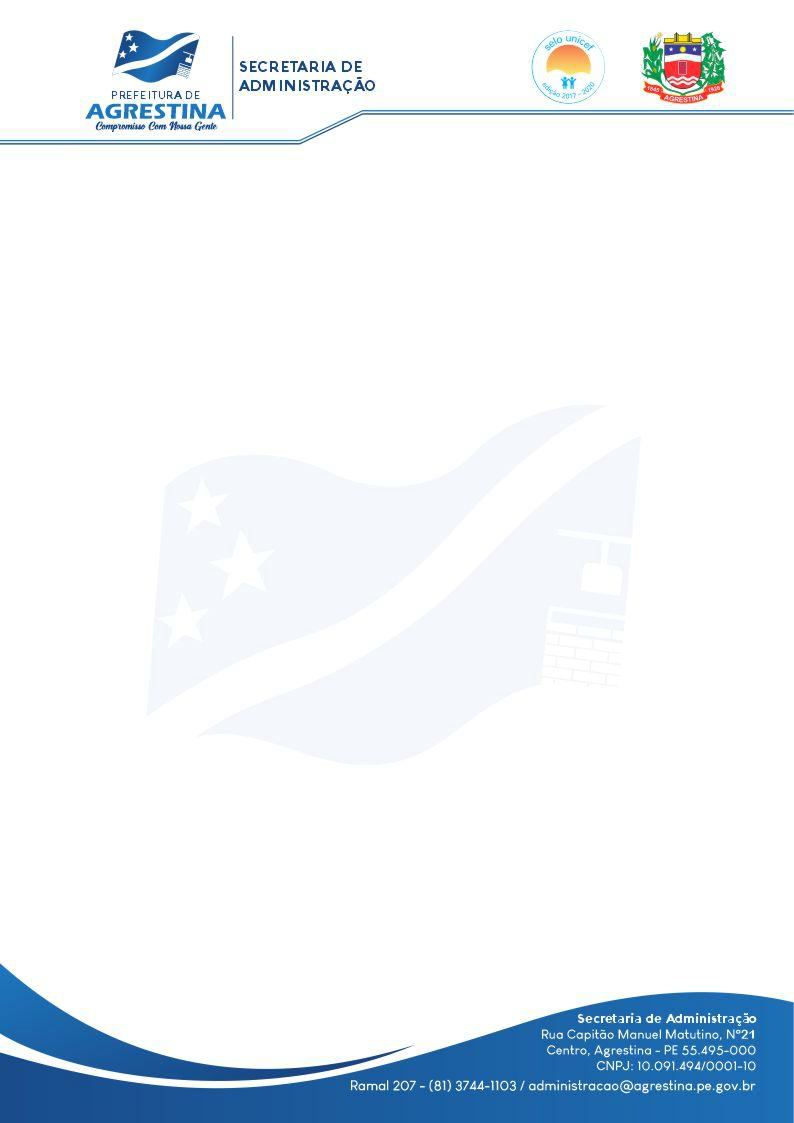 SECRETARIA DE
ADMINISTRAÇÃO
PREFEITURA DE
AGRESTINA
Compromisso Com Nossa Gente
selo unicef
edição 2017 - 2020
1849 AGRESTINA 1928
Secretaria de Administração
Rua Capitão Manuel Matutino, Nº21
Centro, Agrestina - PE 55.495-000
CNPJ: 10.091.494/0001-10
Ramal 207 - (81) 3744-1103 / administracao@agrestina.pe.gov.br